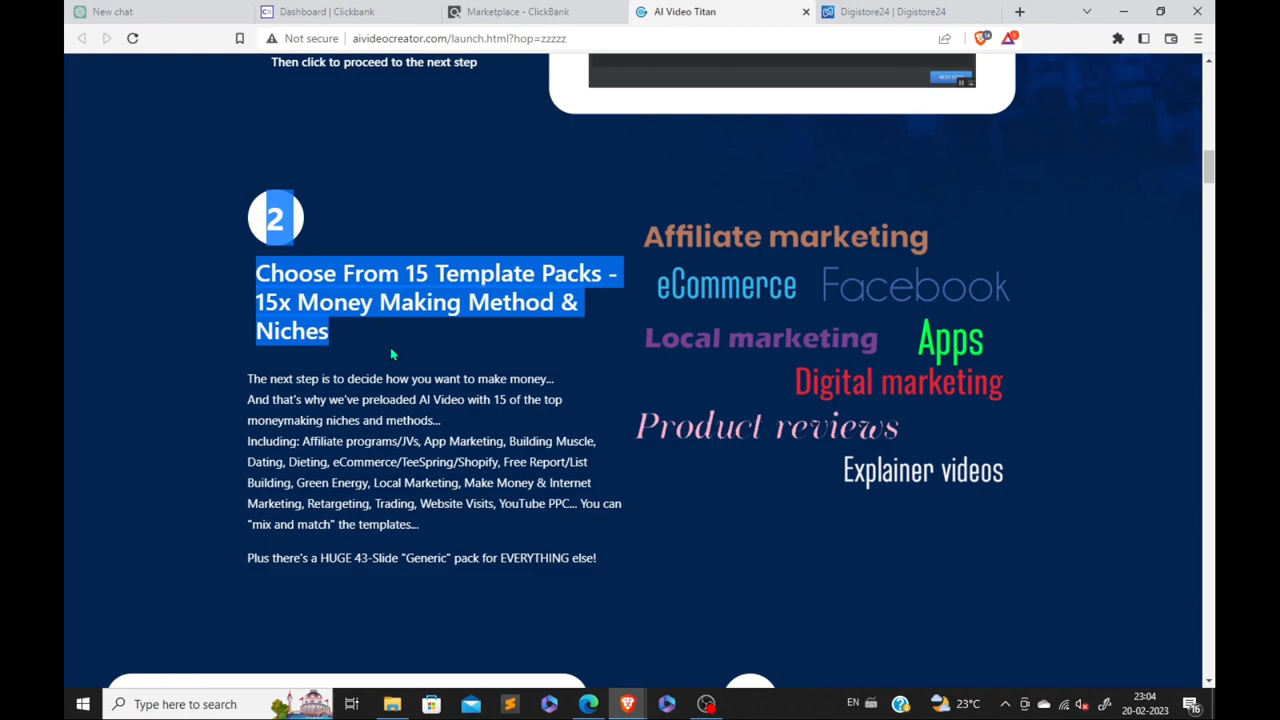 New chat
Dashboard | Clickbank
Marketplace - ClickBank
AI Video Titan
Digistore24 | Digistore24
Not secure
aivideocreator.com/launch.html?hop=zzzzz
Then click to proceed to the next step
2
Choose From 15 Template Packs -
15x Money Making Method &
Niches
The next step is to decide how you want to make money...
And that's why we've preloaded AI Video with 15 of the top
moneymaking niches and methods...
Including: Affiliate programs/JVs, App Marketing, Building Muscle,
Dating, Dieting, eCommerce/TeeSpring/Shopify, Free Report/List
Building, Green Energy, Local Marketing, Make Money & Internet
Marketing, Retargeting, Trading, Website Visits, YouTube PPC... You can
"mix and match" the templates...
Plus there's a HUGE 43-Slide "Generic" pack for EVERYTHING else!
Affiliate marketing
eCommerce Facebook
Local marketing Apps
Digital marketing
Product reviews
Explainer videos
Type here to search
23°C
EN
23:04
20-02-2023
16